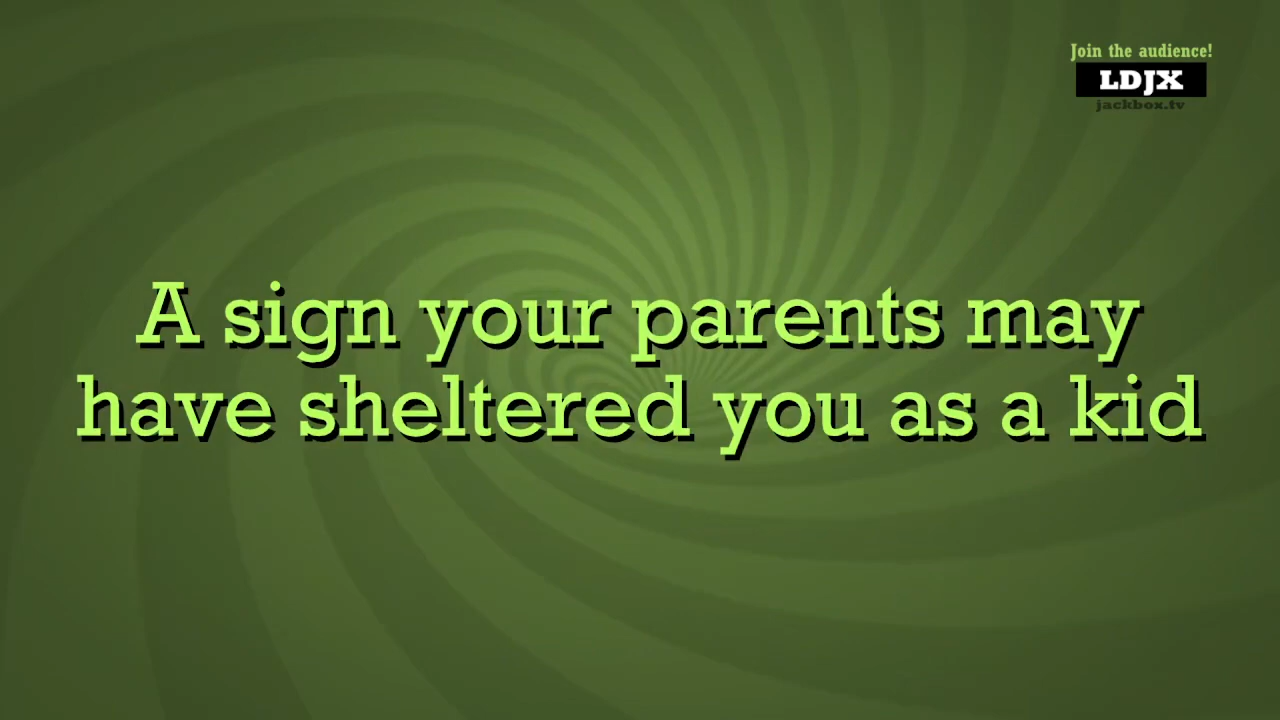 Join the audience!
LDJX
jackbox.tv
A sign your parents may
have sheltered you as a kid